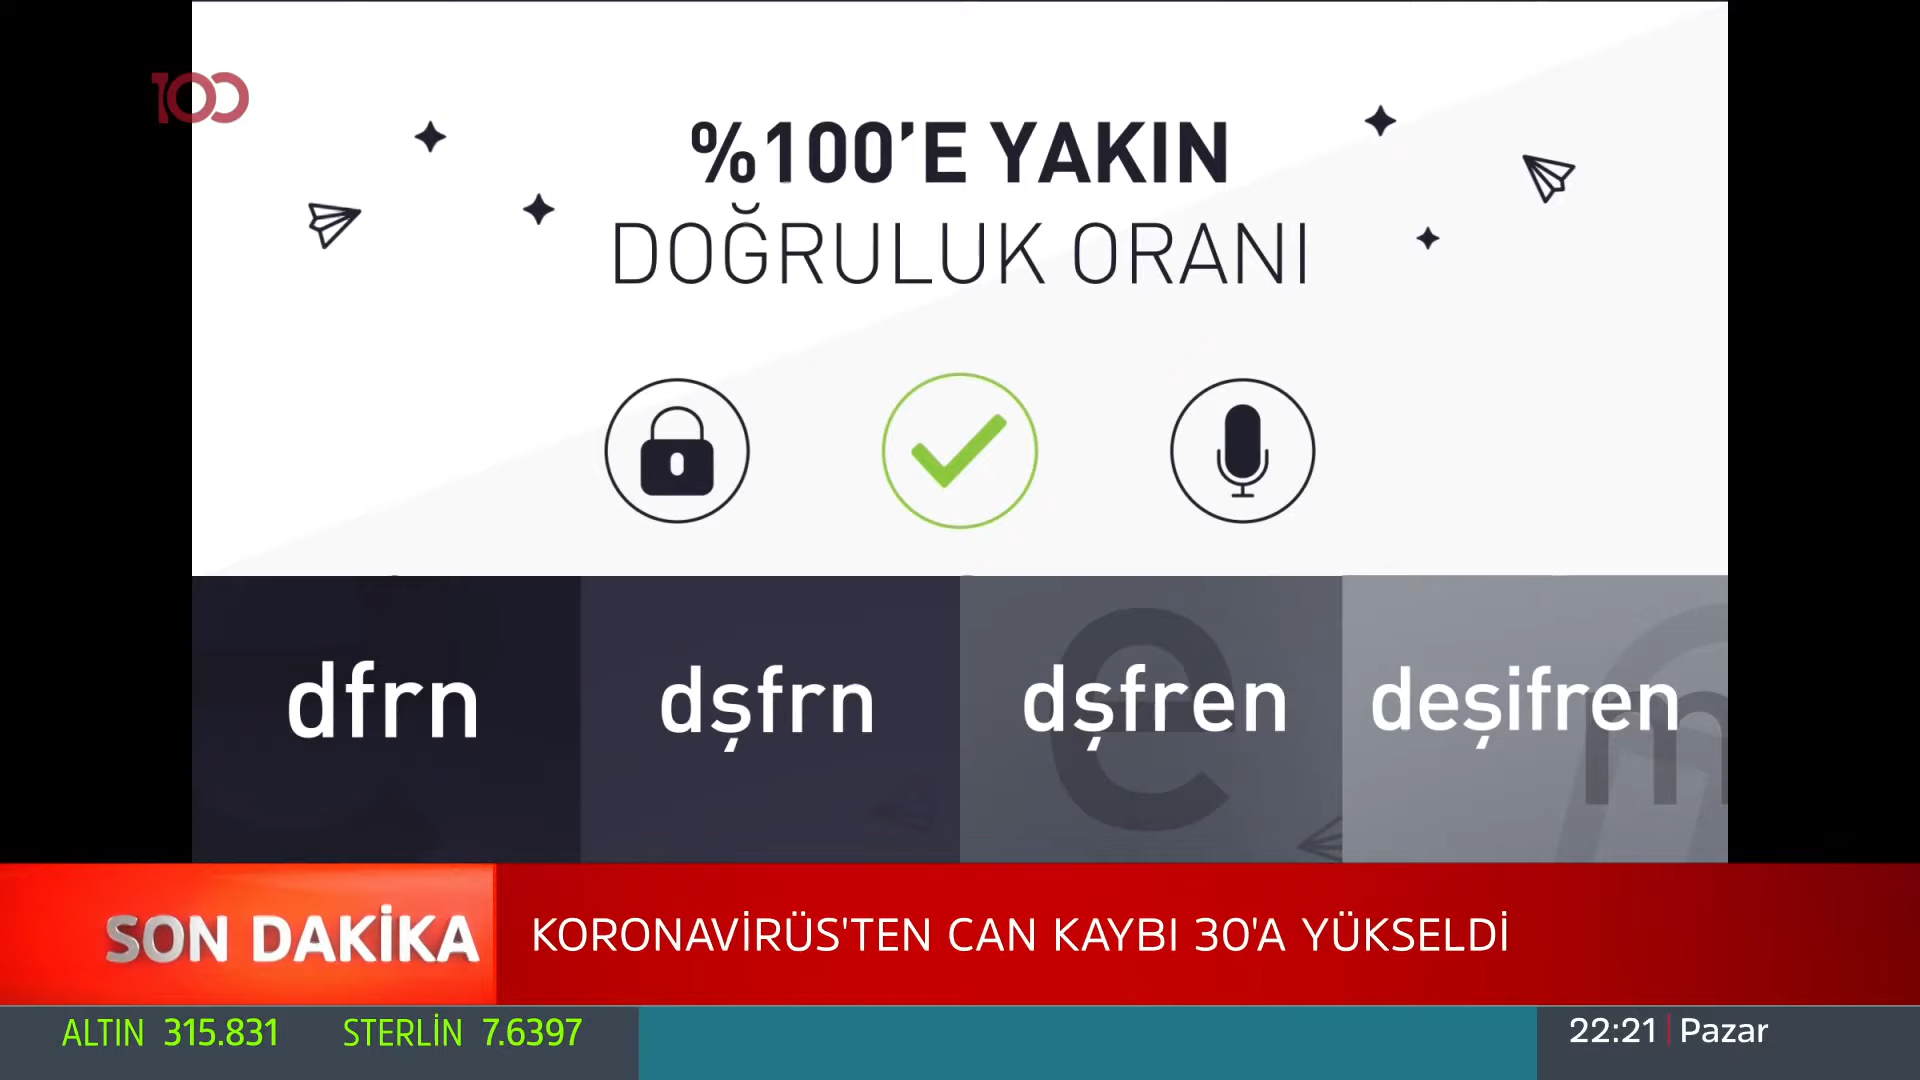 100
%100'E YAKIN
DOĞRULUK ORANI
dfrn
dşfrn
dşfren
deşifren
e
m
SON DAKİKA
KORONAVİRÜS'TEN CAN KAYBI 30'A YÜKSELDİ
ALTIN 315.831 STERLİN 7.6397
22:21 | Pazar